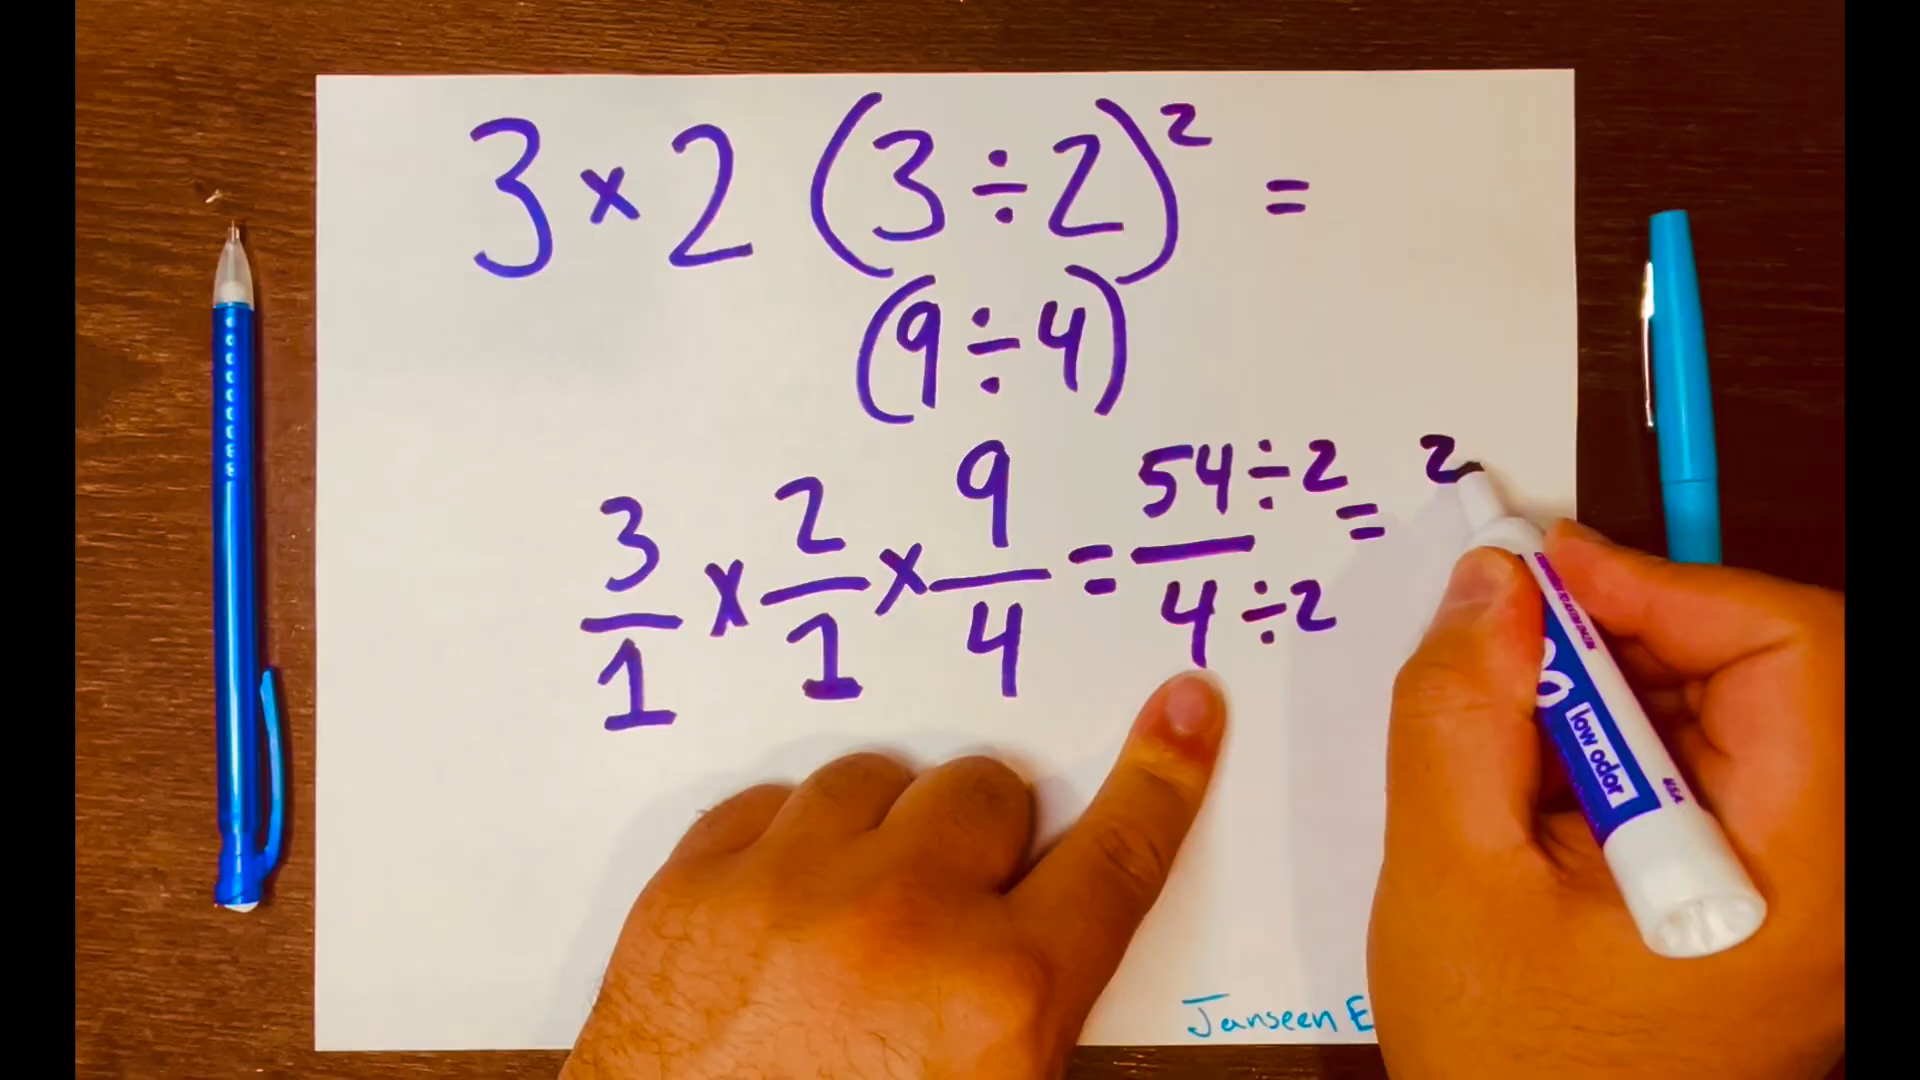 3 × 2 (3 ÷ 2)² =
(9 ÷ 4)
3/1 × 2/1 × 9/4 = 54 ÷ 2 / 4 ÷ 2 = 2
low odor
USA
Janseen E